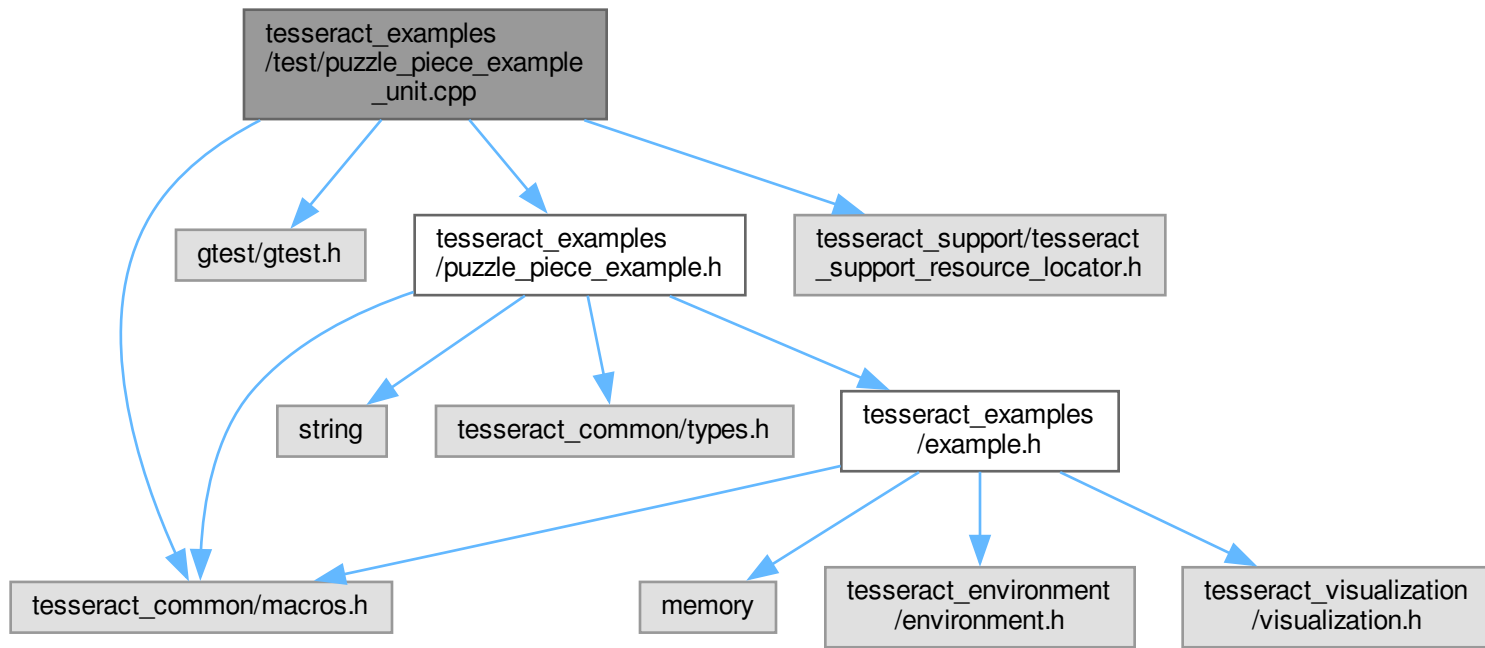 tesseract_examples
/test/puzzle_piece_example
_unit.cpp
gtest/gtest.h
tesseract_examples
/puzzle_piece_example.h
tesseract_support/tesseract
_support_resource_locator.h
string
tesseract_common/types.h
tesseract_examples
/example.h
tesseract_common/macros.h
memory
tesseract_environment
/environment.h
tesseract_visualization
/visualization.h